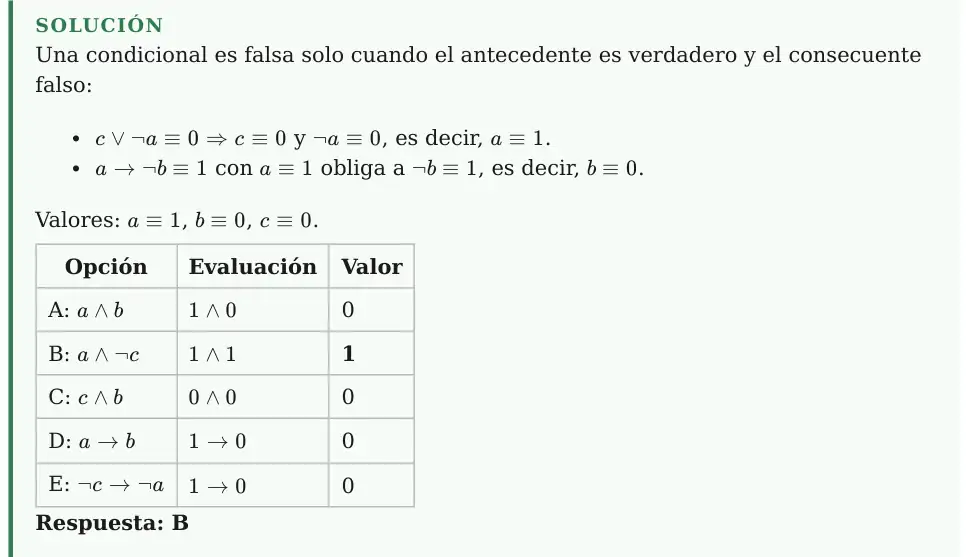 SOLUCIÓN
Una condicional es falsa solo cuando el antecedente es verdadero y el consecuente
falso:
• c ∨ ¬a ≡ 0 ⇒ c ≡ 0 y ¬a ≡ 0, es decir, a ≡ 1.
• a → ¬b ≡ 1 con a ≡ 1 obliga a ¬b ≡ 1, es decir, b ≡ 0.
Valores: a ≡ 1, b ≡ 0, c ≡ 0.
Opción Evaluación Valor
A: a ∧ b 1 ∧ 0 0
B: a ∧ ¬c 1 ∧ 1 1
C: c ∧ b 0 ∧ 0 0
D: a → b 1 → 0 0
E: ¬c → ¬a 1 → 0 0
Respuesta: B